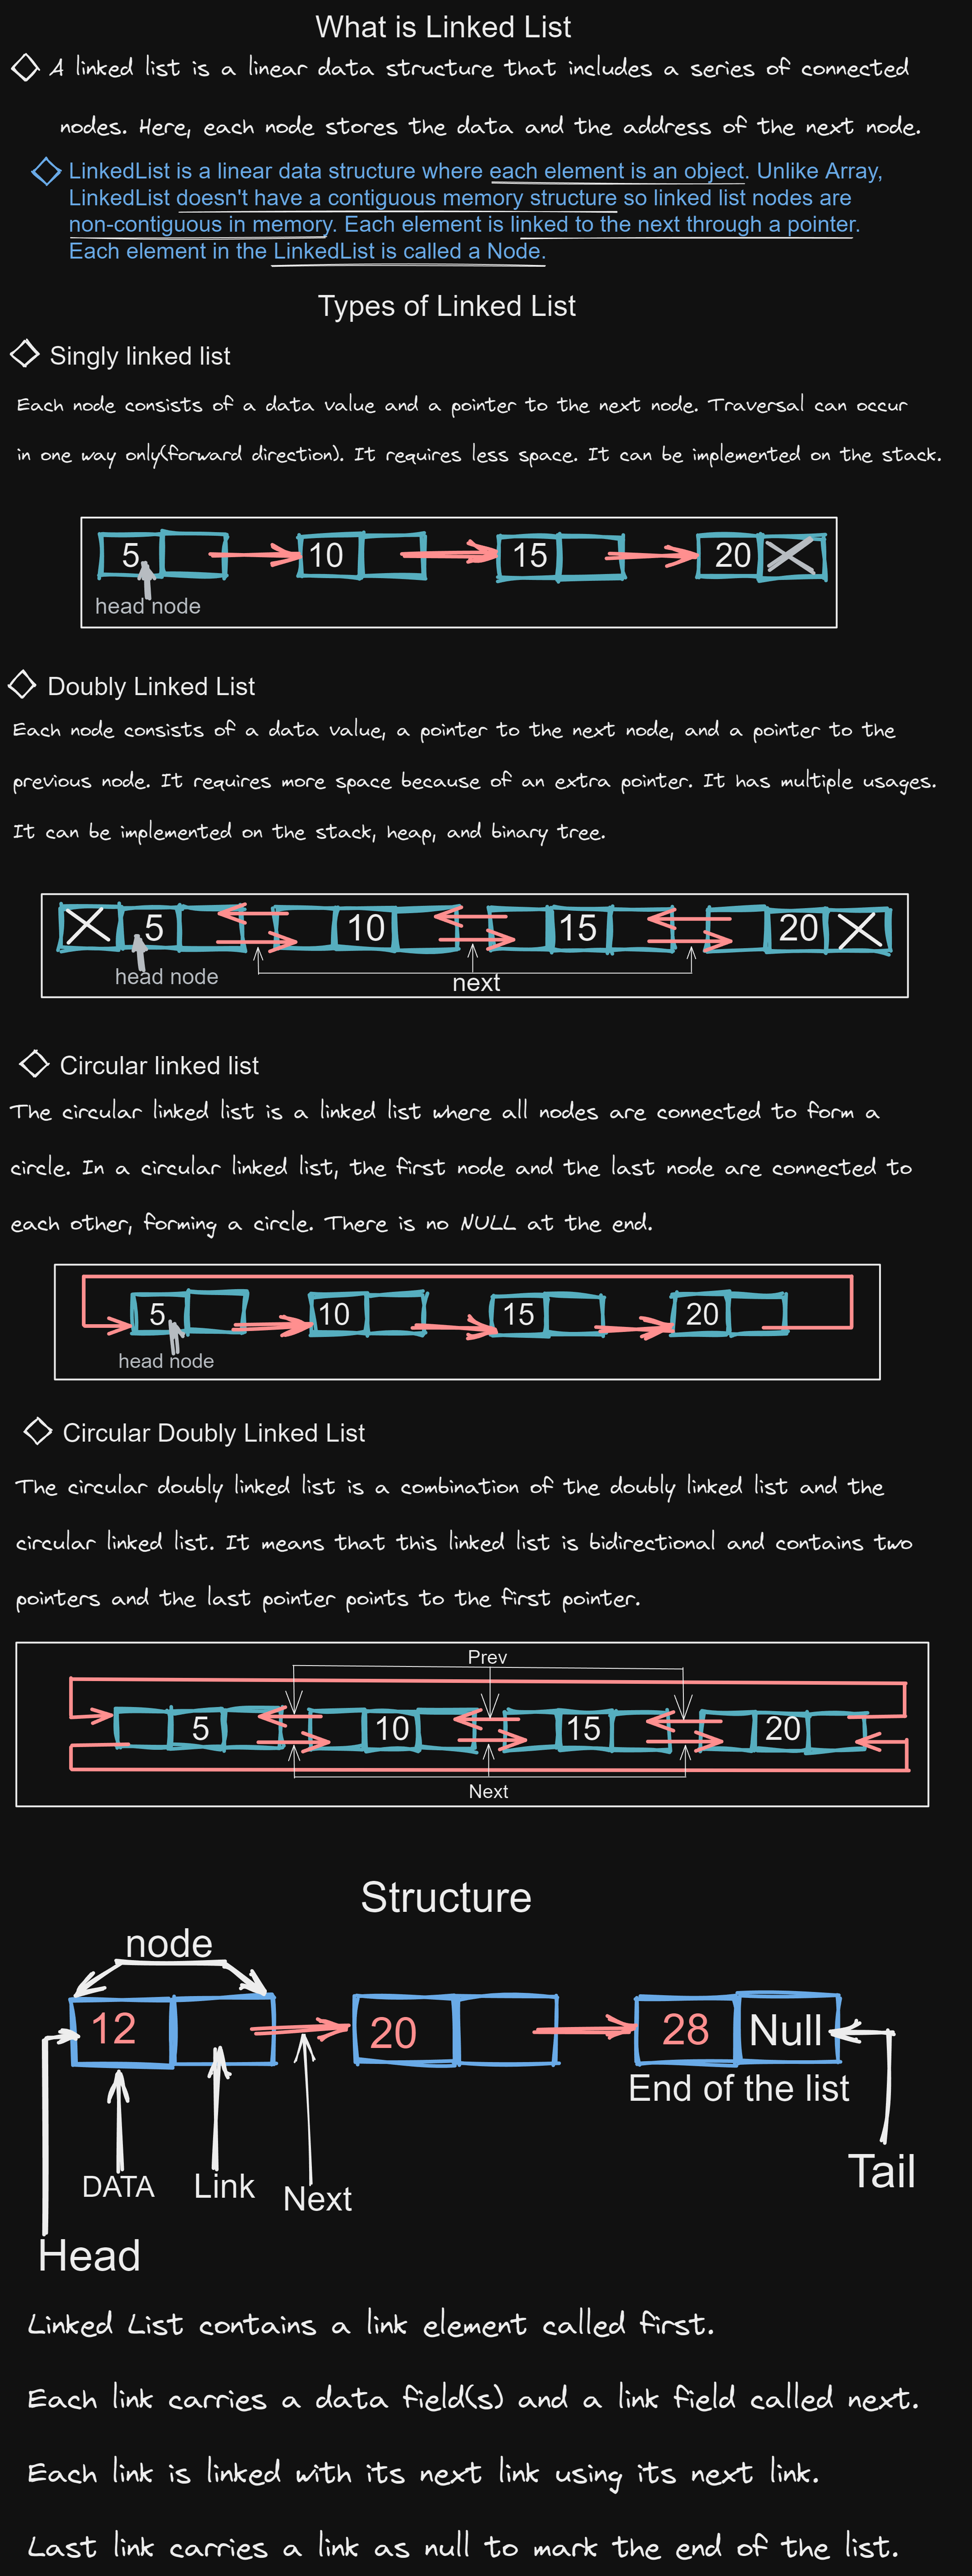 What is Linked List
A linked list is a linear data structure that includes a series of connected
nodes. Here, each node stores the data and the address of the next node.
LinkedList is a linear data structure where each element is an object. Unlike Array,
LinkedList doesn't have a contiguous memory structure so linked list nodes are
non-contiguous in memory. Each element is linked to the next through a pointer.
Each element in the LinkedList is called a Node.
Types of Linked List
Singly linked list
Each node consists of a data value and a pointer to the next node. Traversal can occur
in one way only(forward direction). It requires less space. It can be implemented on the stack.
5 10 15 20
head node
Doubly Linked List
Each node consists of a data value, a pointer to the next node, and a pointer to the
previous node. It requires more space because of an extra pointer. It has multiple usages.
It can be implemented on the stack, heap, and binary tree.
5 10 15 20
head node
next
Circular linked list
The circular linked list is a linked list where all nodes are connected to form a
circle. In a circular linked list, the first node and the last node are connected to
each other, forming a circle. There is no NULL at the end.
5 10 15 20
head node
Circular Doubly Linked List
The circular doubly linked list is a combination of the doubly linked list and the
circular linked list. It means that this linked list is bidirectional and contains two
pointers and the last pointer points to the first pointer.
Prev
5 10 15 20
Next
Structure
node
12 20 28 Null
End of the list
DATA Link Next Tail
Head
Linked List contains a link element called first.
Each link carries a data field(s) and a link field called next.
Each link is linked with its next link using its next link.
Last link carries a link as null to mark the end of the list.